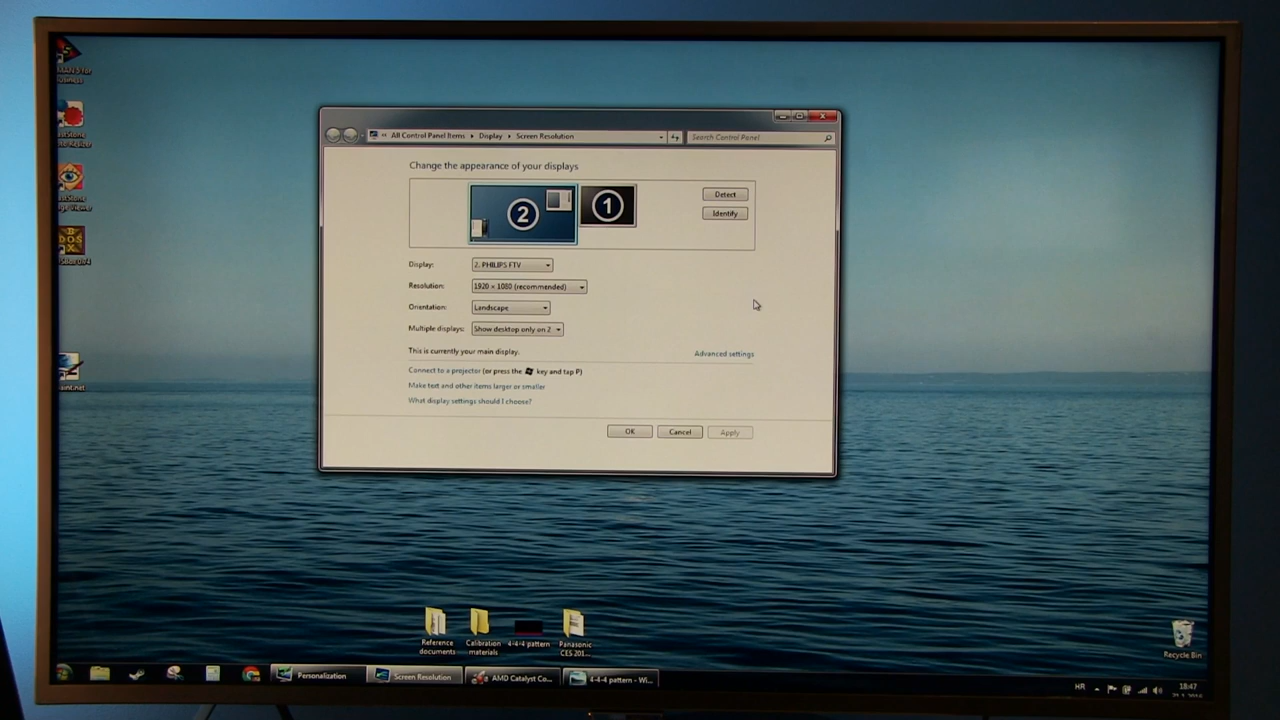 All Control Panel Items ▸ Display ▸ Screen Resolution
Search Control Panel
Change the appearance of your displays
2
1
Detect
Identify
Display:
2. PHILIPS FTV
Resolution:
1920 × 1080 (recommended)
Orientation:
Landscape
Multiple displays:
Show desktop only on 2
This is currently your main display.
Advanced settings
Connect to a projector (or press the key and tap P)
Make text and other items larger or smaller
What display settings should I choose?
OK
Cancel
Apply
Reference
documents
Calibration
materials
4-4-4 pattern
Panasonic
CES 201...
Recycle Bin
Personalization
Screen Resolution
AMD Catalyst Co...
4-4-4 pattern - Wi...
HR
18:47